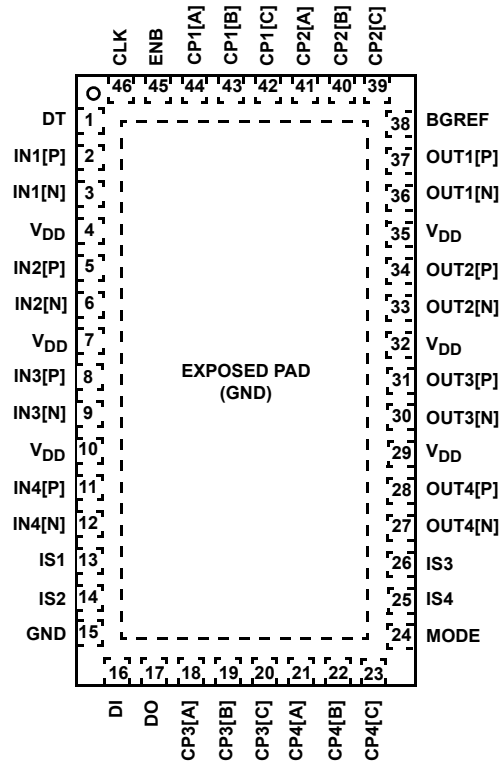 CLK
ENB
CP1[A]
CP1[B]
CP1[C]
CP2[A]
CP2[B]
CP2[C]
46 45 44 43 42 41 40 39
DT 1
IN1[P] 2
IN1[N] 3
VDD 4
IN2[P] 5
IN2[N] 6
VDD 7
IN3[P] 8
IN3[N] 9
VDD 10
IN4[P] 11
IN4[N] 12
IS1 13
IS2 14
GND 15
EXPOSED PAD
(GND)
38 BGREF
37 OUT1[P]
36 OUT1[N]
35 VDD
34 OUT2[P]
33 OUT2[N]
32 VDD
31 OUT3[P]
30 OUT3[N]
29 VDD
28 OUT4[P]
27 OUT4[N]
26 IS3
25 IS4
24 MODE
16 17 18 19 20 21 22 23
DI
DO
CP3[A]
CP3[B]
CP3[C]
CP4[A]
CP4[B]
CP4[C]